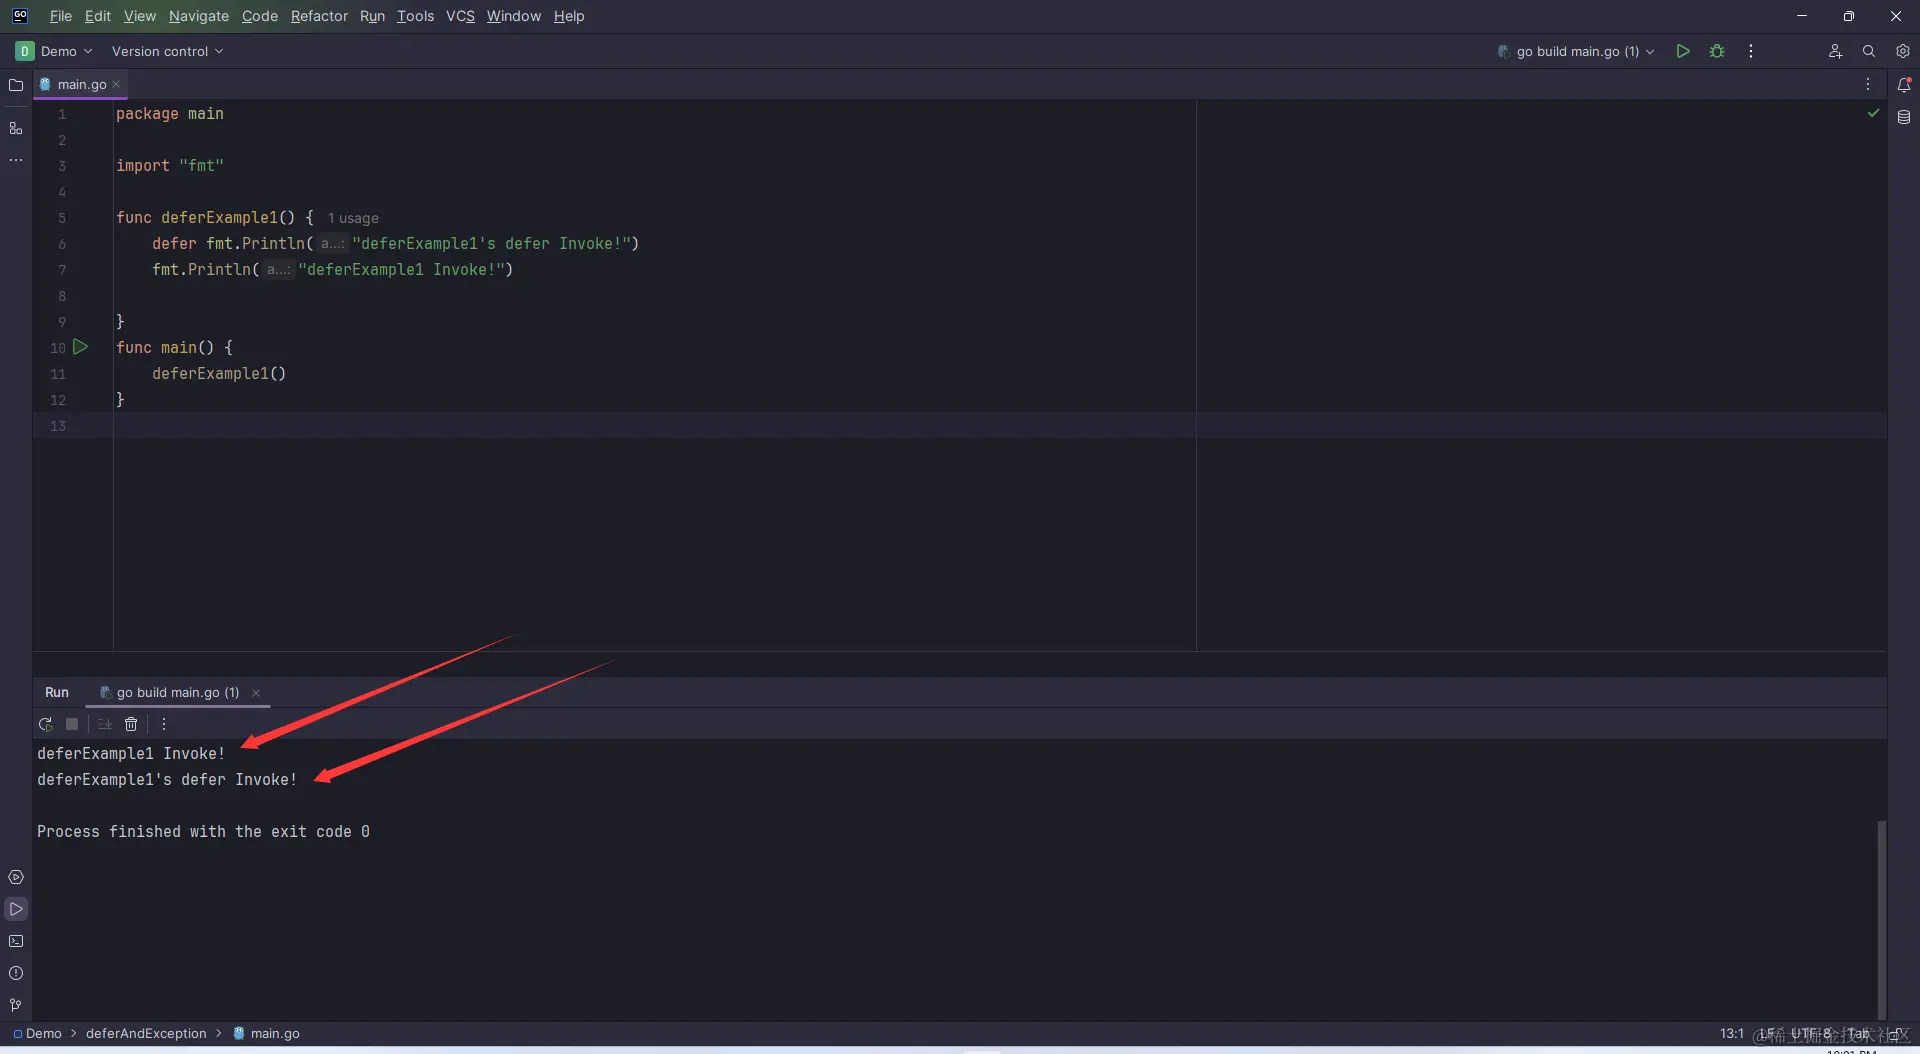 GO File Edit View Navigate Code Refactor Run Tools VCS Window Help
D Demo Version control go build main.go (1)
main.go
1 package main
2
3 import "fmt"
4
5 func deferExample1() { 1 usage
6 defer fmt.Println( a...: "deferExample1's defer Invoke!")
7 fmt.Println( a...: "deferExample1 Invoke!")
8
9 }
10 func main() {
11 deferExample1()
12 }
13
Run go build main.go (1)
deferExample1 Invoke!
deferExample1's defer Invoke!
Process finished with the exit code 0
Demo > deferAndException > main.go 13:1 LF UTF-8 Tab
@稀土掘金技术社区